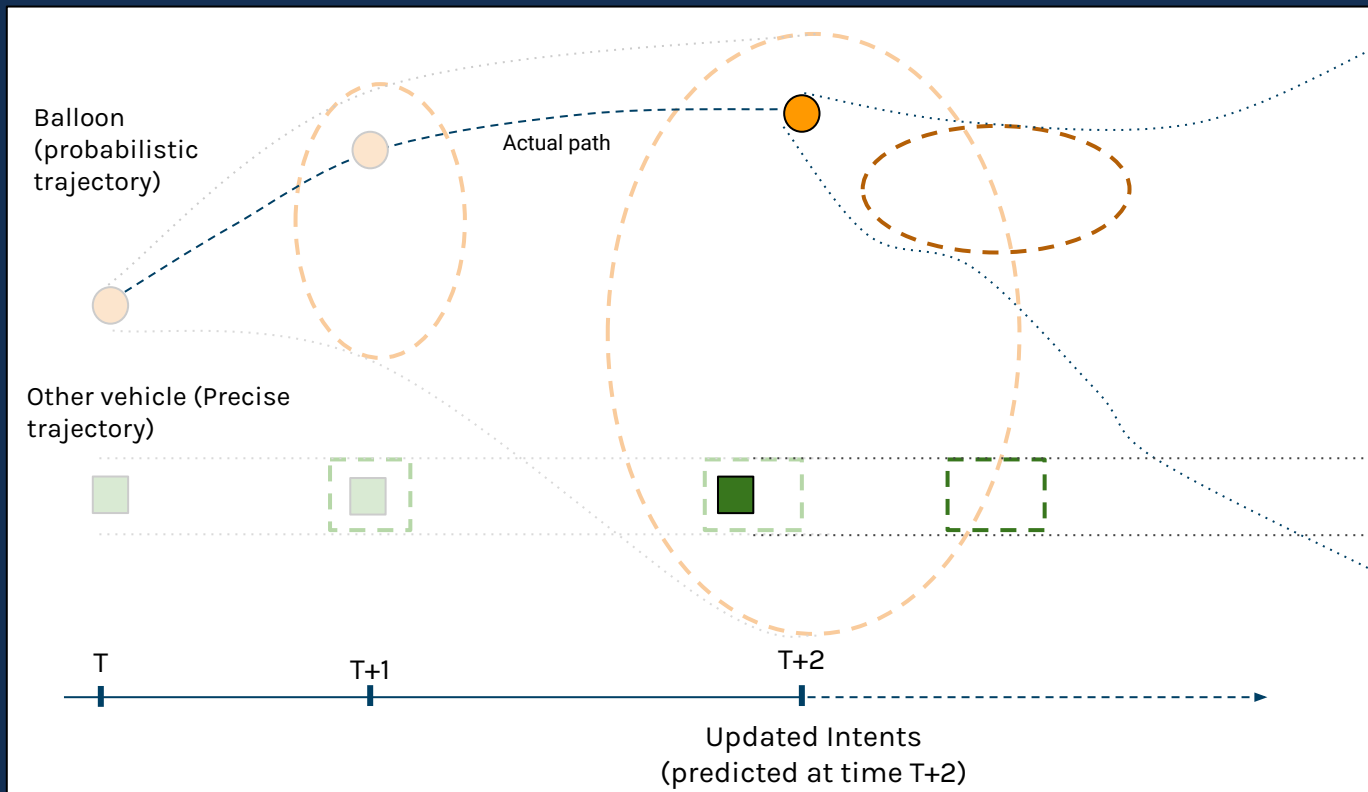 Balloon
(probabilistic
trajectory)
Actual path
Other vehicle (Precise
trajectory)
T
T+1
T+2
Updated Intents
(predicted at time T+2)